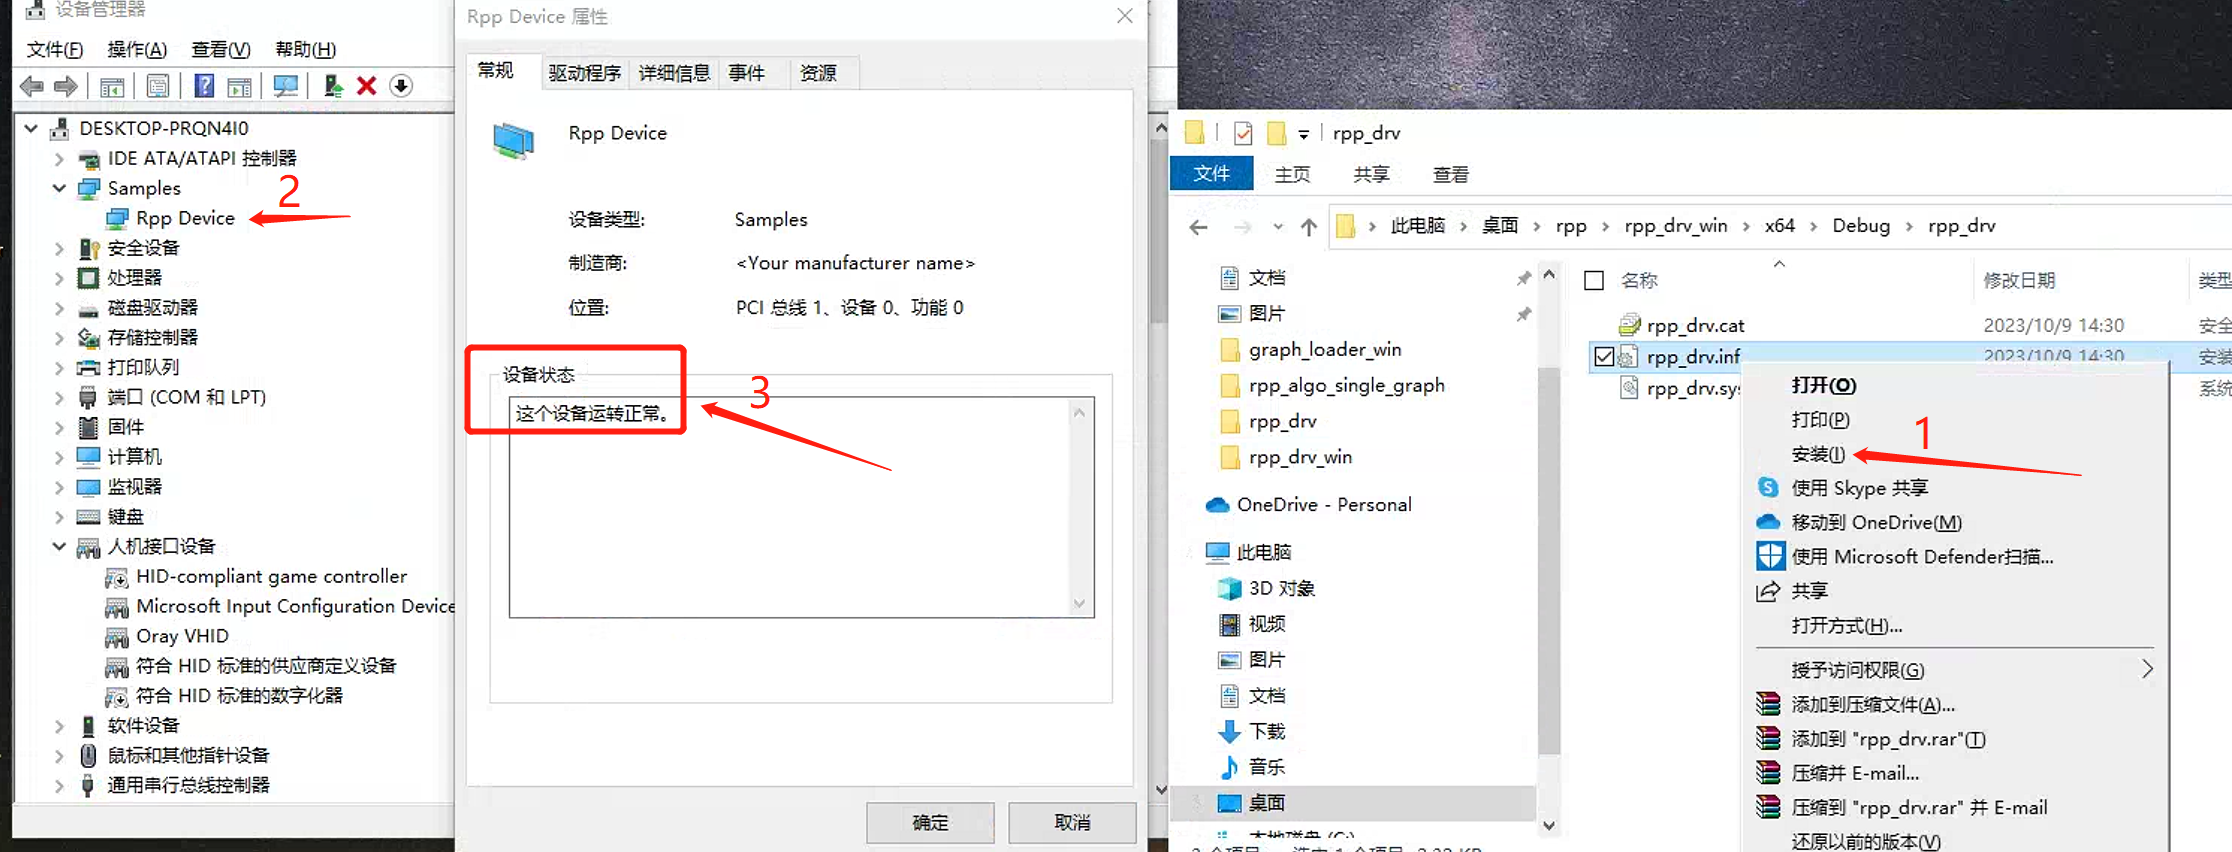 设备管理器
文件(F) 操作(A) 查看(V) 帮助(H)
DESKTOP-PRQN4I0
IDE ATA/ATAPI 控制器
Samples
Rpp Device
2
安全设备
处理器
磁盘驱动器
存储控制器
打印队列
端口 (COM 和 LPT)
固件
计算机
监视器
键盘
人机接口设备
HID-compliant game controller
Microsoft Input Configuration Device
Oray VHID
符合 HID 标准的供应商定义设备
符合 HID 标准的数字化器
软件设备
鼠标和其他指针设备
通用串行总线控制器
Rpp Device 属性
常规 驱动程序 详细信息 事件 资源
Rpp Device
设备类型: Samples
制造商: <Your manufacturer name>
位置: PCI 总线 1、设备 0、功能 0
设备状态
这个设备运转正常。
3
确定 取消
rpp_drv
文件 主页 共享 查看
此电脑 桌面 rpp rpp_drv_win x64 Debug rpp_drv
文档
图片
graph_loader_win
rpp_algo_single_graph
rpp_drv
rpp_drv_win
OneDrive - Personal
此电脑
3D 对象
视频
图片
文档
下载
音乐
桌面
名称 修改日期 类型
rpp_drv.cat 2023/10/9 14:30 安全
rpp_drv.inf 2023/10/9 14:30 安装
rpp_drv.sys 系统
打开(O)
打印(P)
安装(I)
1
使用 Skype 共享
移动到 OneDrive(M)
使用 Microsoft Defender扫描...
共享
打开方式(H)...
授予访问权限(G)
添加到压缩文件(A)...
添加到 "rpp_drv.rar"(T)
压缩并 E-mail...
压缩到 "rpp_drv.rar" 并 E-mail
还原以前的版本(V)